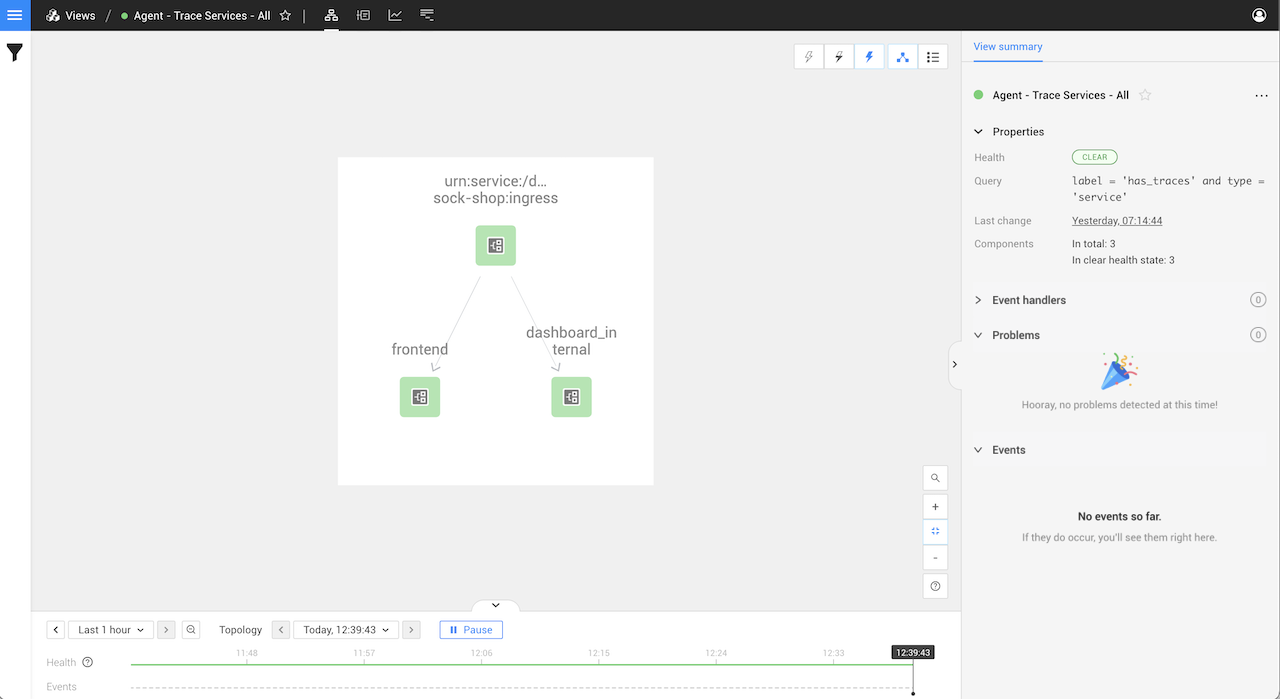 Views / Agent - Trace Services - All
urn:service:/d...
sock-shop:ingress
frontend
dashboard_in
ternal
+
-
Last 1 hour
Topology
Today, 12:39:43
Pause
11:48 11:57 12:06 12:15 12:24 12:33 12:39:43
Health
Events
View summary
Agent - Trace Services - All
Properties
Health CLEAR
Query label = 'has_traces' and type =
'service'
Last change Yesterday, 07:14:44
Components In total: 3
In clear health state: 3
Event handlers 0
Problems 0
Hooray, no problems detected at this time!
Events
No events so far.
If they do occur, you'll see them right here.